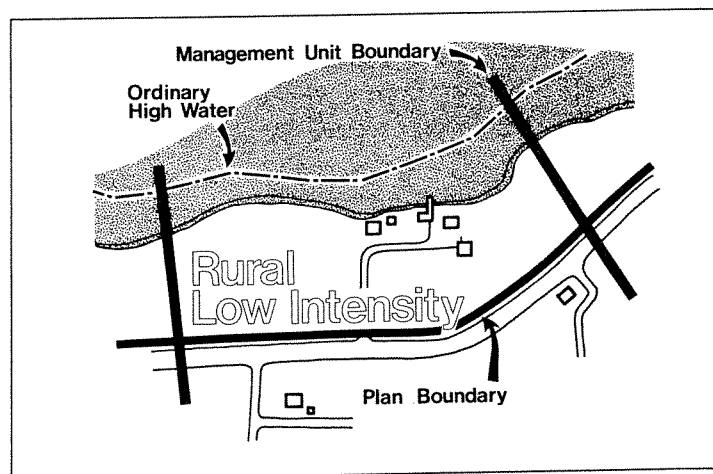 Management Unit Boundary
Ordinary
High Water
Rural
Low Intensity
Plan Boundary